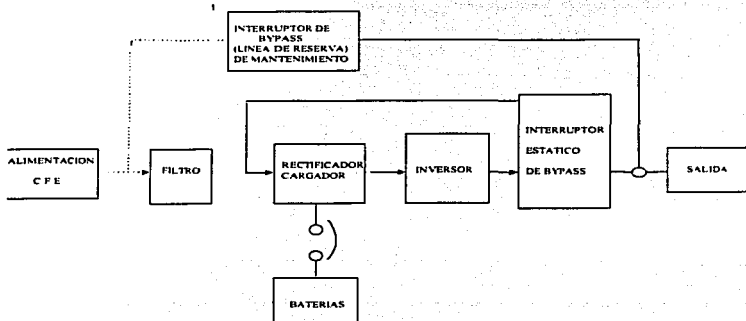 1
INTERRUPTOR DE
BYPASS
(LINEA DE RESERVA)
DE MANTENIMIENTO
ALIMENTACION
C F E
FILTRO
RECTIFICADOR
CARGADOR
INVERSOR
INTERRUPTOR
ESTATICO
DE BYPASS
SALIDA
BATERIAS